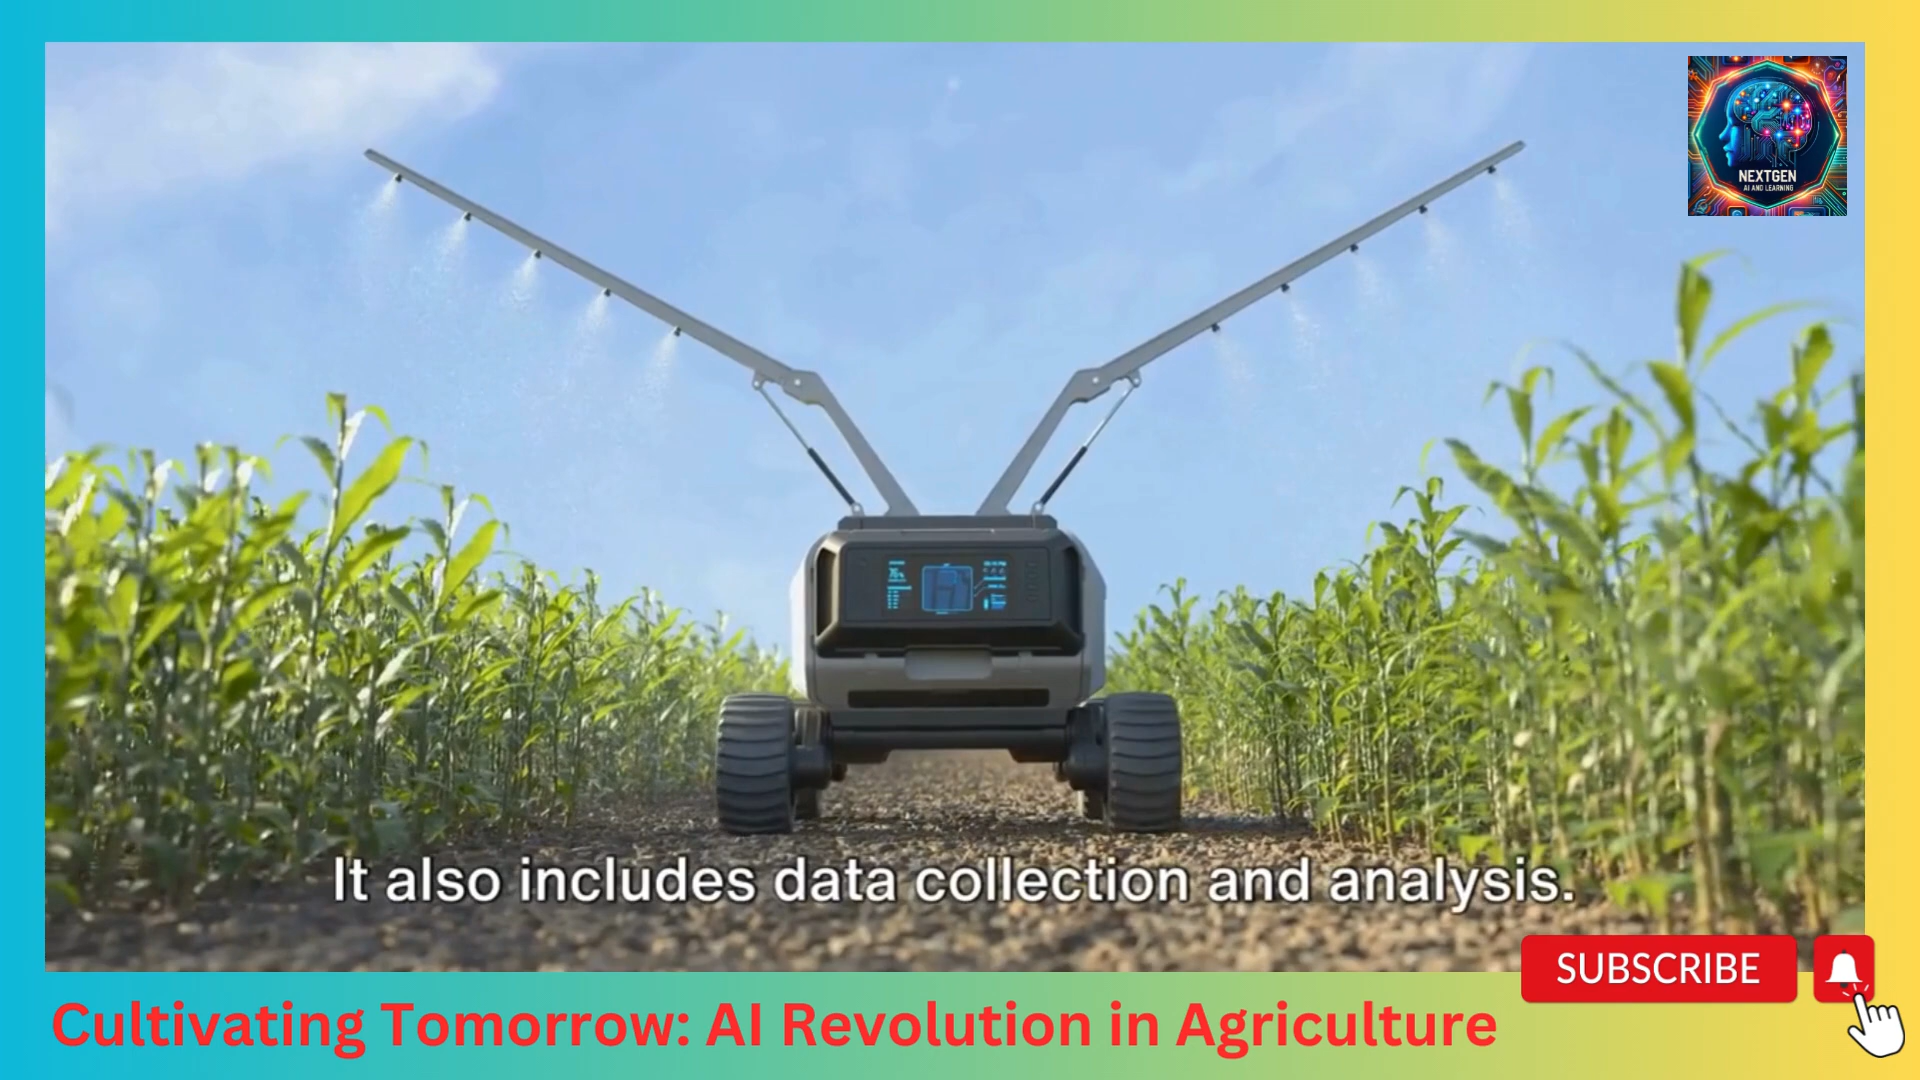 NEXTGEN
AI AND LEARNING
It also includes data collection and analysis.
SUBSCRIBE
Cultivating Tomorrow: AI Revolution in Agriculture